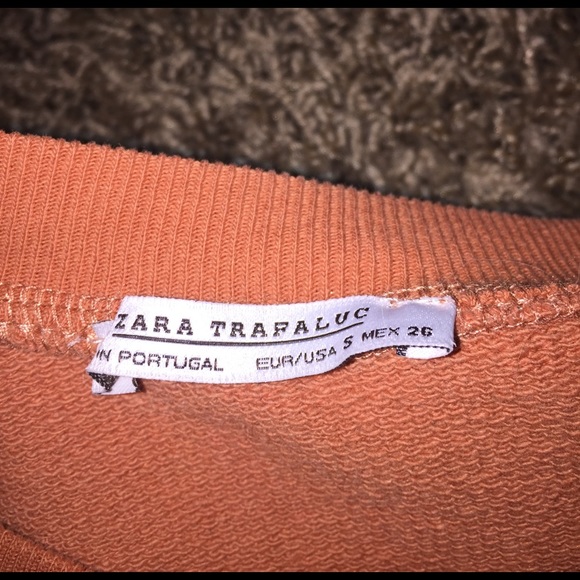 ZARA TRAFALUC
IN PORTUGAL EUR/USA S MEX 26